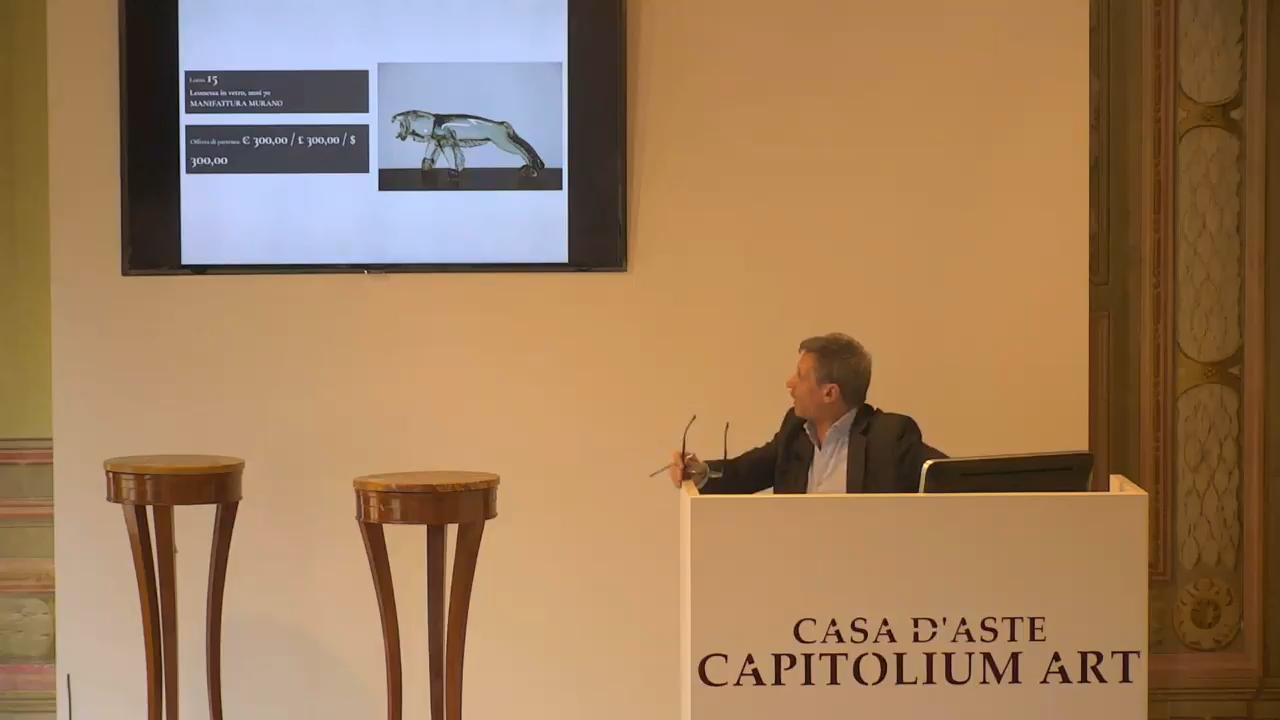 Lotto 15
Leonessa in vetro, anni 70
MANIFATTURA MURANO
Offerta di partenza: € 300,00 / £ 300,00 / $
300,00
CASA D'ASTE
CAPITOLIUM ART